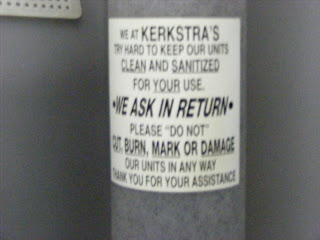 WE AT KERKSTRA'S
TRY HARD TO KEEP OUR UNITS
CLEAN AND SANITIZED
FOR YOUR USE.
•WE ASK IN RETURN•
PLEASE "DO NOT"
CUT, BURN, MARK OR DAMAGE
OUR UNITS IN ANY WAY
THANK YOU FOR YOUR ASSISTANCE